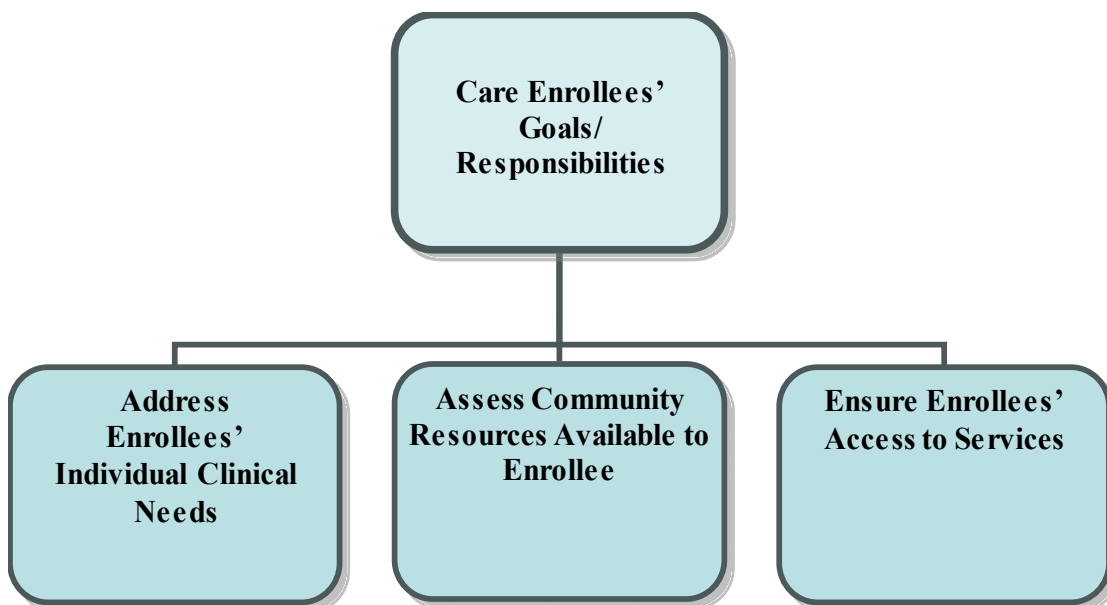 Care Enrollees’
Goals/
Responsibilities
Address
Enrollees’
Individual Clinical
Needs
Assess Community
Resources Available to
Enrollee
Ensure Enrollees’
Access to Services